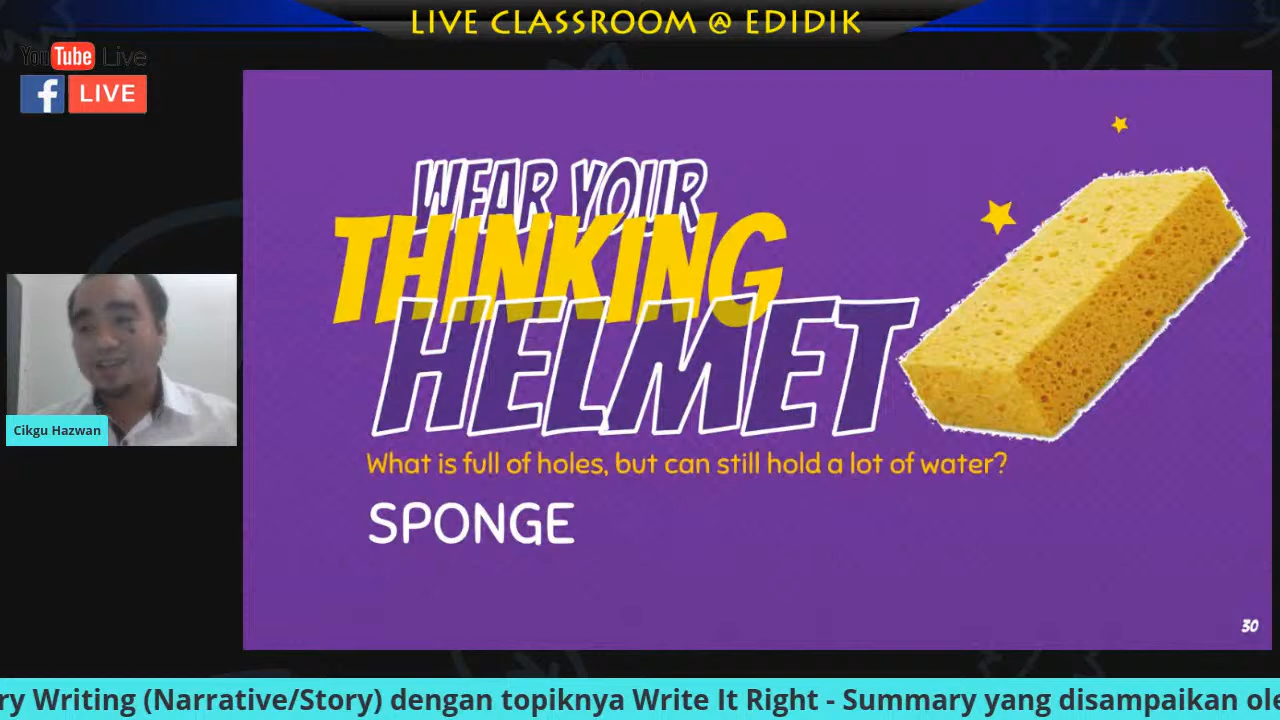 LIVE CLASSROOM @ EDIDIK
YouTube Live
f LIVE
WEAR YOUR
THINKING
HELMET
What is full of holes, but can still hold a lot of water?
SPONGE
Cikgu Hazwan
30
ry Writing (Narrative/Story) dengan topiknya Write It Right - Summary yang disampaikan ole